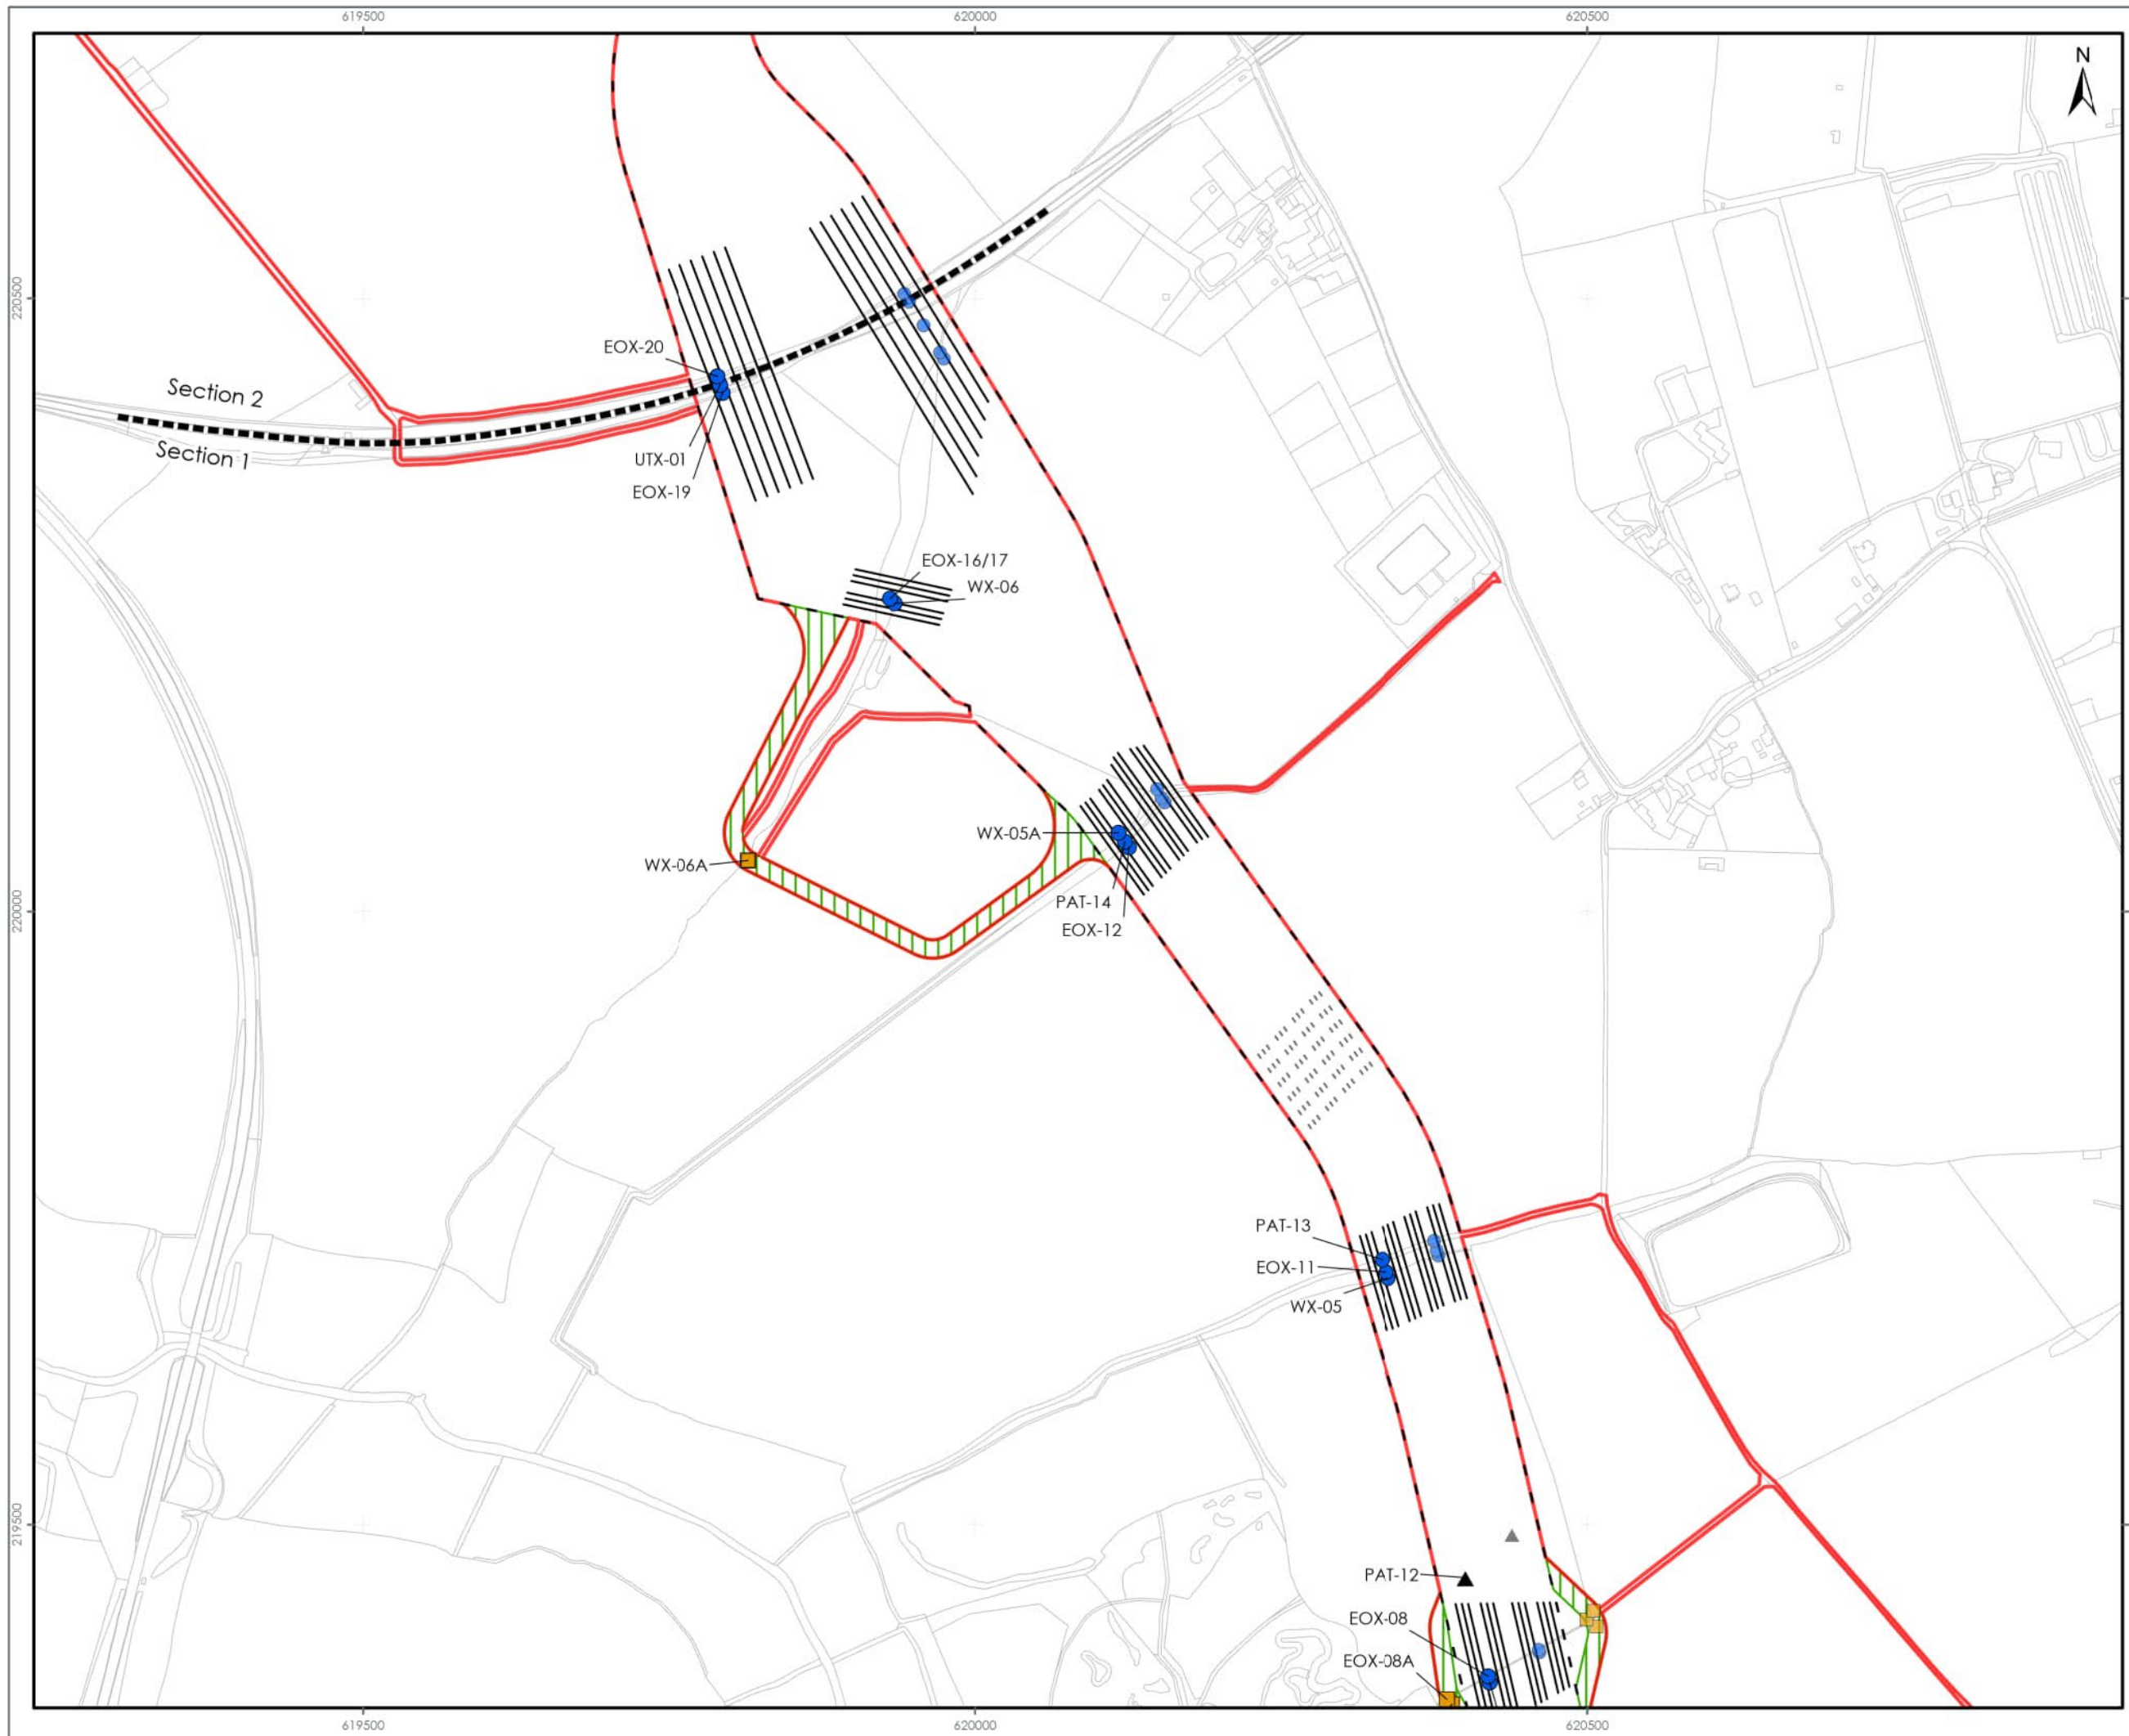 619500
620000
620500
N
220500
EOX-20
Section 2
Section 1
UTX-01
EOX-19
EOX-16/17
WX-06
WX-05A
WX-06A
PAT-14
EOX-12
220000
PAT-13
EOX-11
WX-05
219500
PAT-12
EOX-08
EOX-08A
619500
620000
620500